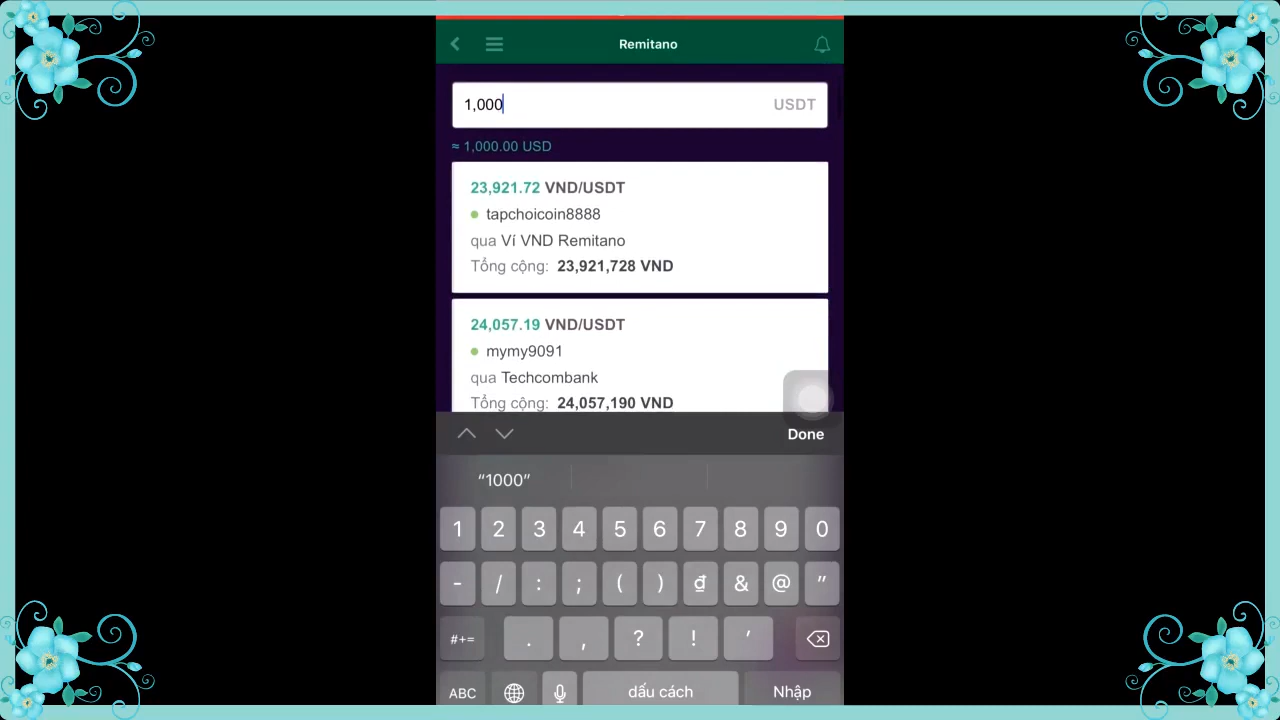 Remitano
1,000 USDT
≈ 1,000.00 USD
23,921.72 VND/USDT
tapchoicoin8888
qua Ví VND Remitano
Tổng cộng: 23,921,728 VND
24,057.19 VND/USDT
mymy9091
qua Techcombank
Tổng cộng: 24,057,190 VND
Done
“1000”
1 2 3 4 5 6 7 8 9 0
- / : ; ( ) ₫ & @ ”
#+= . , ? ! ’
ABC dấu cách Nhập